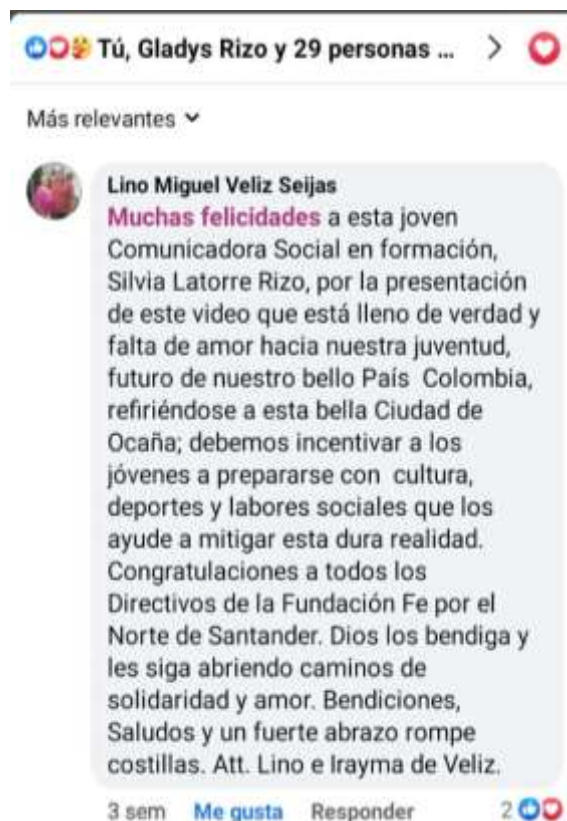 Tú, Gladys Rizo y 29 personas ...
Más relevantes
Lino Miguel Veliz Seijas
Muchas felicidades a esta joven
Comunicadora Social en formación,
Silvia Latorre Rizo, por la presentación
de este video que está lleno de verdad y
falta de amor hacia nuestra juventud,
futuro de nuestro bello País  Colombia,
refiriéndose a esta bella Ciudad de
Ocaña; debemos incentivar a los
jóvenes a prepararse con  cultura,
deportes y labores sociales que los
ayude a mitigar esta dura realidad.
Congratulaciones a todos los
Directivos de la Fundación Fe por el
Norte de Santander. Dios los bendiga y
les siga abriendo caminos de
solidaridad y amor. Bendiciones,
Saludos y un fuerte abrazo rompe
costillas. Att. Lino e Irayma de Veliz.
3 sem Me gusta Responder 2